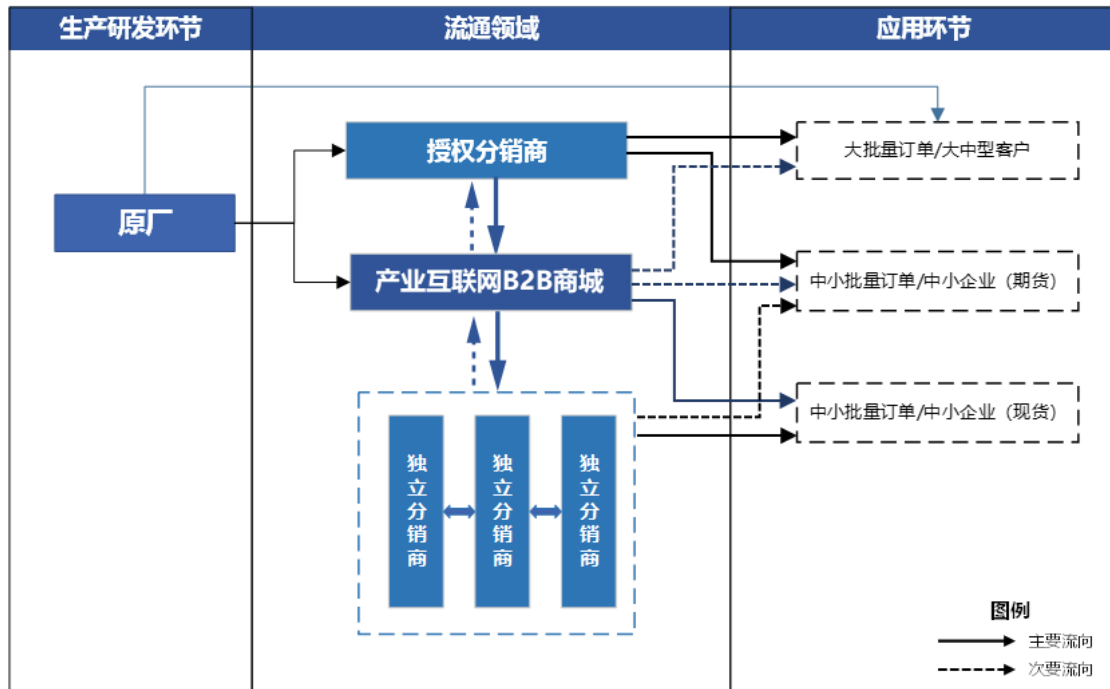 生产研发环节
流通领域
应用环节
授权分销商
大批量订单/大中型客户
原厂
产业互联网B2B商城
中小批量订单/中小企业（期货）
中小批量订单/中小企业（现货）
独立分销商
独立分销商
独立分销商
图例
主要流向
次要流向